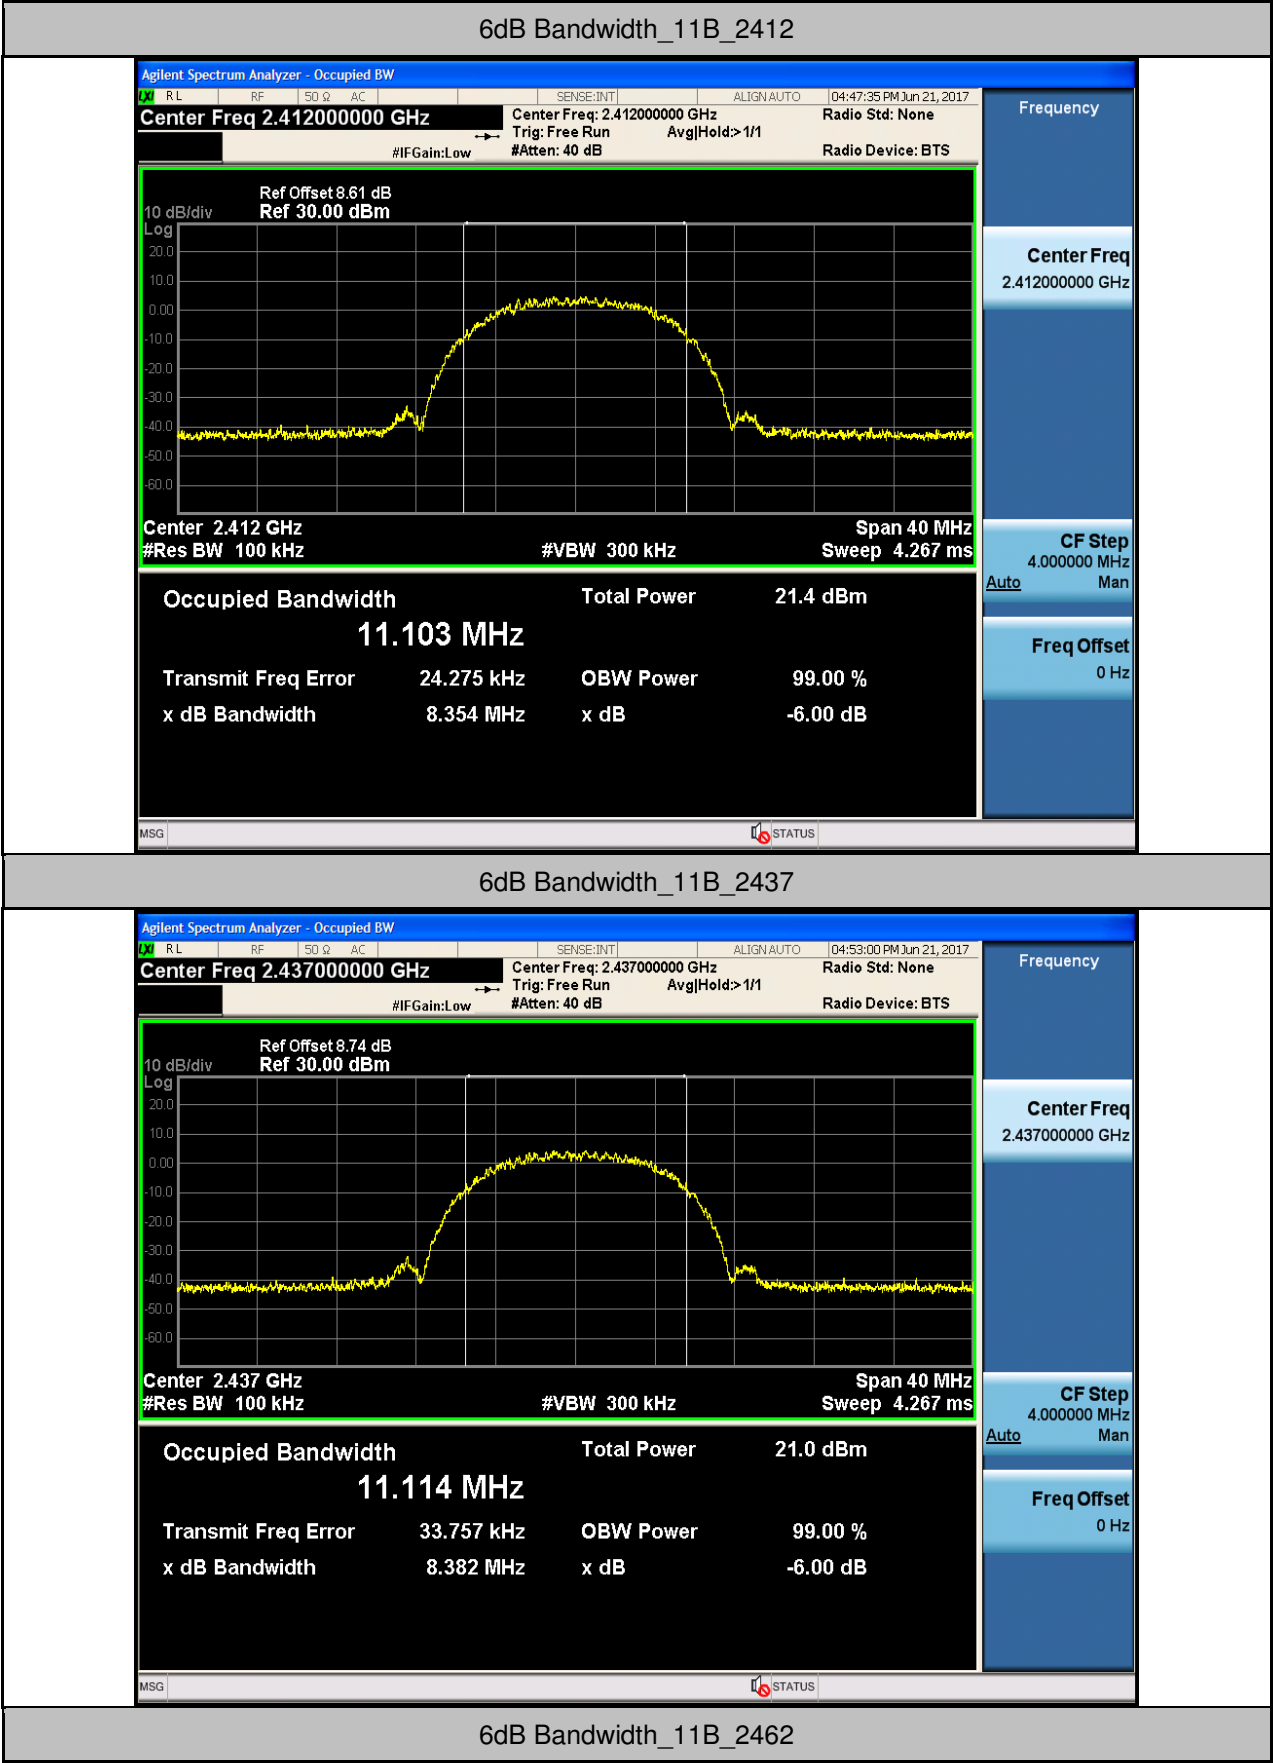 6dB Bandwidth_11B_2412
Agilent Spectrum Analyzer - Occupied BW
LXI RL RF 50 Ω AC SENSE:INT ALIGN AUTO 04:47:35 PM Jun 21, 2017
Center Freq 2.412000000 GHz Center Freq: 2.412000000 GHz Radio Std: None Frequency
Trig: Free Run Avg|Hold:>1/1
#IFGain:Low #Atten: 40 dB Radio Device: BTS
Ref Offset 8.61 dB
10 dB/div Ref 30.00 dBm
Log
20.0
10.0
0.00
-10.0
-20.0
-30.0
-40.0
-50.0
-60.0
Center Freq
2.412000000 GHz
Center 2.412 GHz Span 40 MHz
#Res BW 100 kHz #VBW 300 kHz Sweep 4.267 ms
CF Step
4.000000 MHz
Auto Man
Occupied Bandwidth Total Power 21.4 dBm
11.103 MHz
Freq Offset
0 Hz
Transmit Freq Error 24.275 kHz OBW Power 99.00 %
x dB Bandwidth 8.354 MHz x dB -6.00 dB
MSG STATUS
6dB Bandwidth_11B_2437
Agilent Spectrum Analyzer - Occupied BW
LXI RL RF 50 Ω AC SENSE:INT ALIGN AUTO 04:53:00 PM Jun 21, 2017
Center Freq 2.437000000 GHz Center Freq: 2.437000000 GHz Radio Std: None Frequency
Trig: Free Run Avg|Hold:>1/1
#IFGain:Low #Atten: 40 dB Radio Device: BTS
Ref Offset 8.74 dB
10 dB/div Ref 30.00 dBm
Log
20.0
10.0
0.00
-10.0
-20.0
-30.0
-40.0
-50.0
-60.0
Center Freq
2.437000000 GHz
Center 2.437 GHz Span 40 MHz
#Res BW 100 kHz #VBW 300 kHz Sweep 4.267 ms
CF Step
4.000000 MHz
Auto Man
Occupied Bandwidth Total Power 21.0 dBm
11.114 MHz
Freq Offset
0 Hz
Transmit Freq Error 33.757 kHz OBW Power 99.00 %
x dB Bandwidth 8.382 MHz x dB -6.00 dB
MSG STATUS
6dB Bandwidth_11B_2462